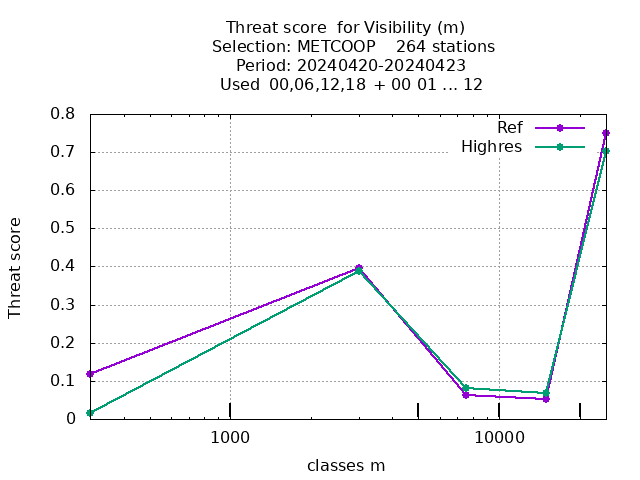 Threat score  for Visibility (m)
Selection: METCOOP    264 stations
Period: 20240420-20240423
Used  00,06,12,18  + 00 01 ... 12
Ref
Highres
Threat score
0.8
0.7
0.6
0.5
0.4
0.3
0.2
0.1
0
1000
10000
classes m